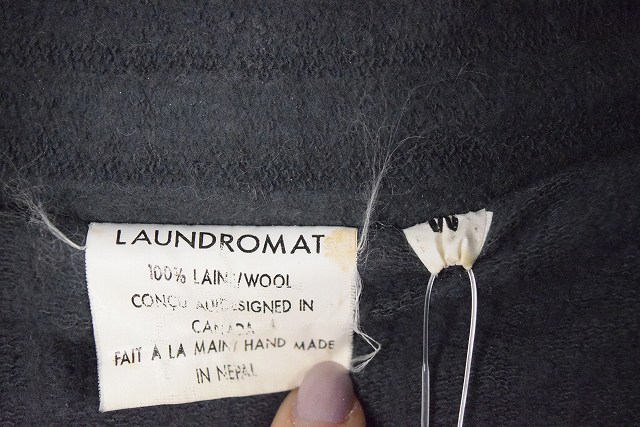 LAUNDROMAT
100% LAINE/WOOL
CONÇU AU/DESIGNED IN
CANADA
FAIT À LA MAIN/HAND MADE
IN NEPAL
M